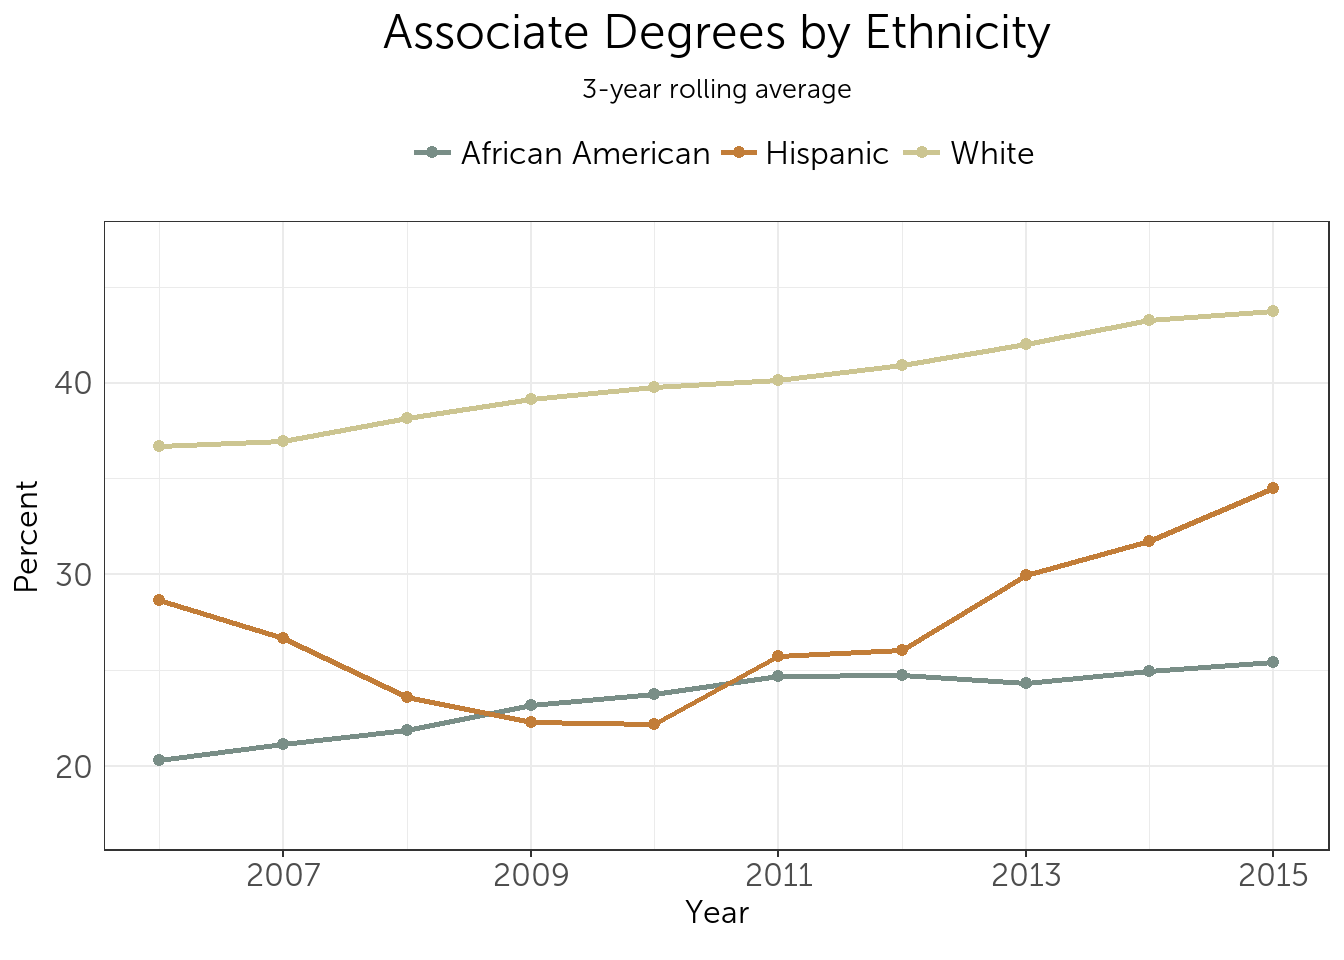 Associate Degrees by Ethnicity
3-year rolling average
African American Hispanic White
40
30
20
Percent
2007 2009 2011 2013 2015
Year